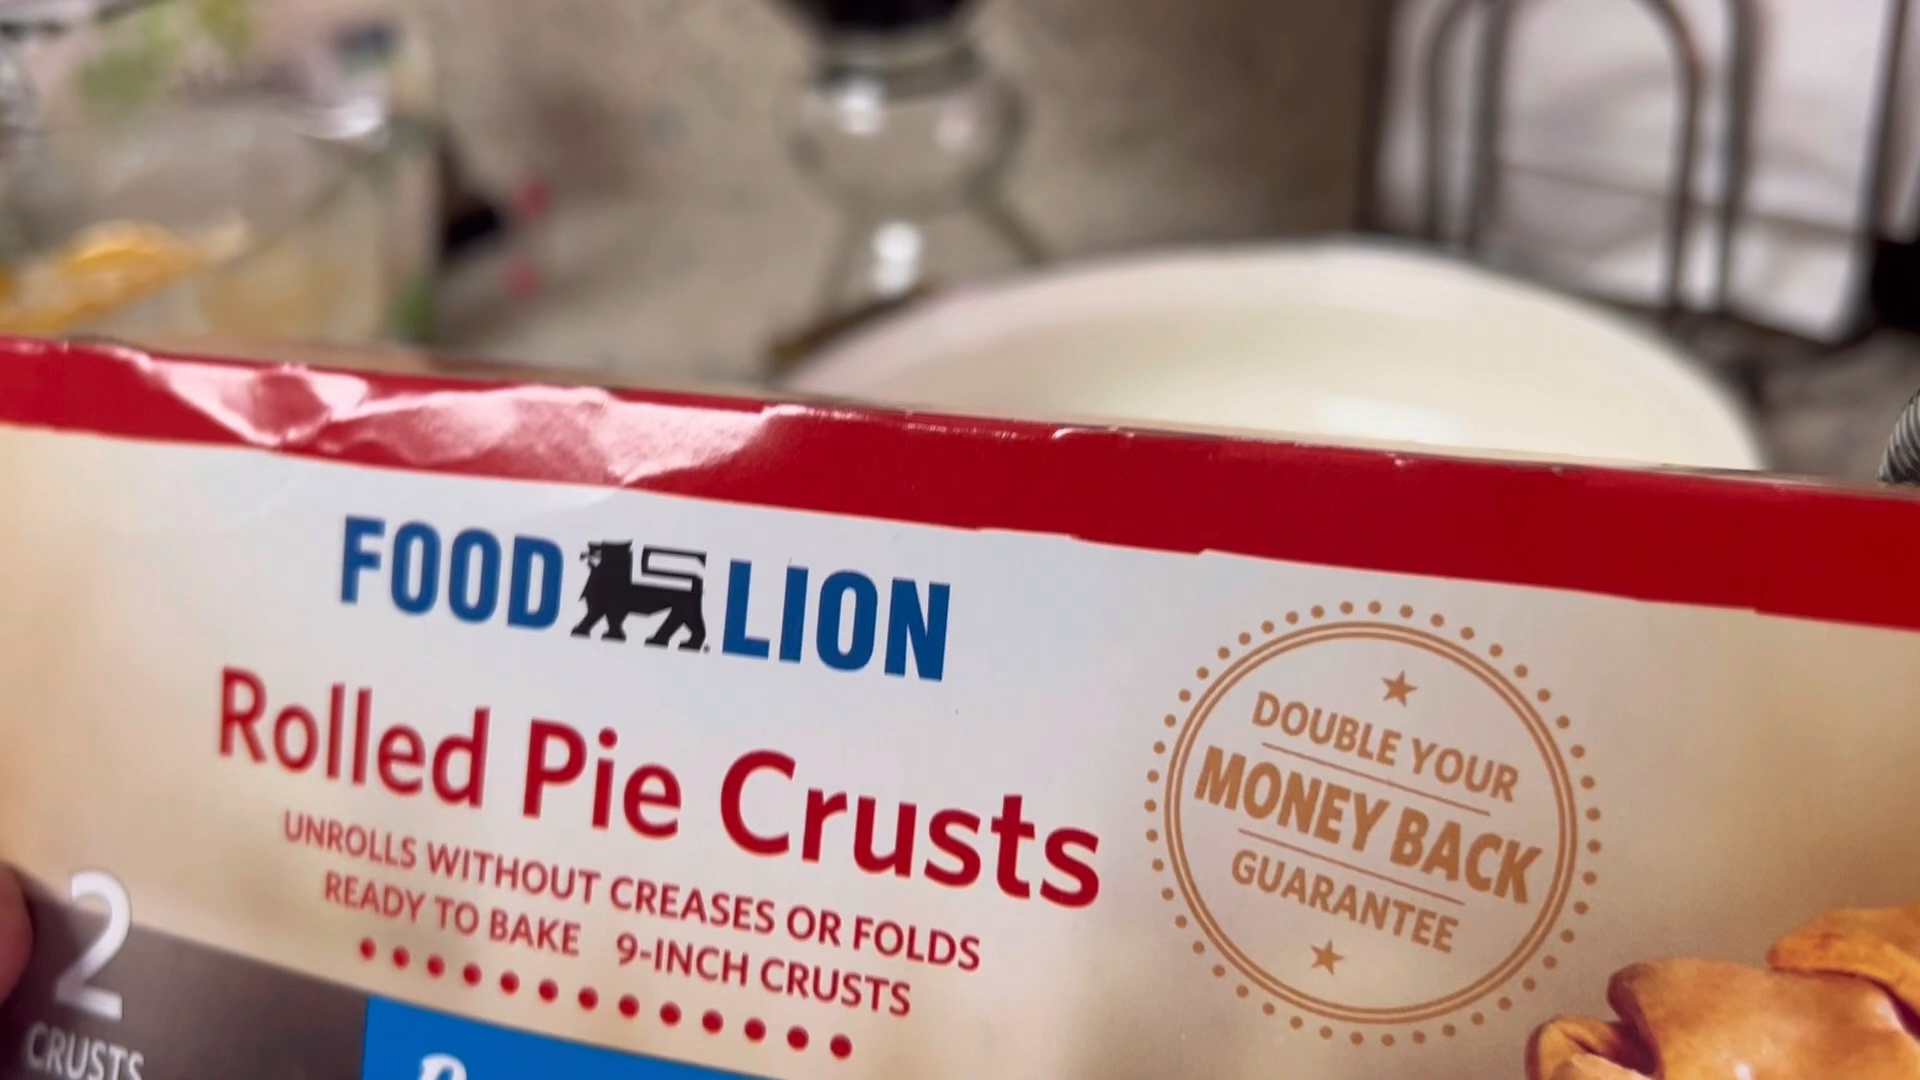 FOOD LION
Rolled Pie Crusts
UNROLLS WITHOUT CREASES OR FOLDS
READY TO BAKE 9-INCH CRUSTS
DOUBLE YOUR
MONEY BACK
GUARANTEE
2
CRUSTS